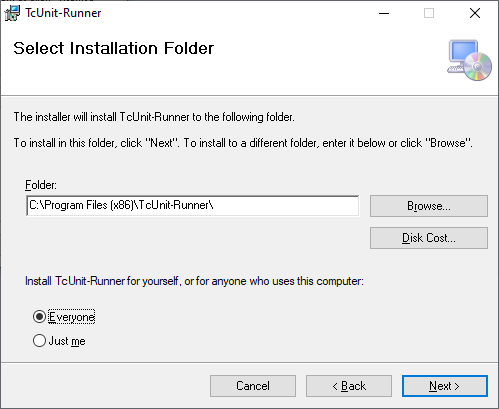 TcUnit-Runner
Select Installation Folder
The installer will install TcUnit-Runner to the following folder.
To install in this folder, click "Next". To install to a different folder, enter it below or click "Browse".
Folder:
C:\Program Files (x86)\TcUnit-Runner\
Browse...
Disk Cost...
Install TcUnit-Runner for yourself, or for anyone who uses this computer:
Everyone
Just me
Cancel
< Back
Next >